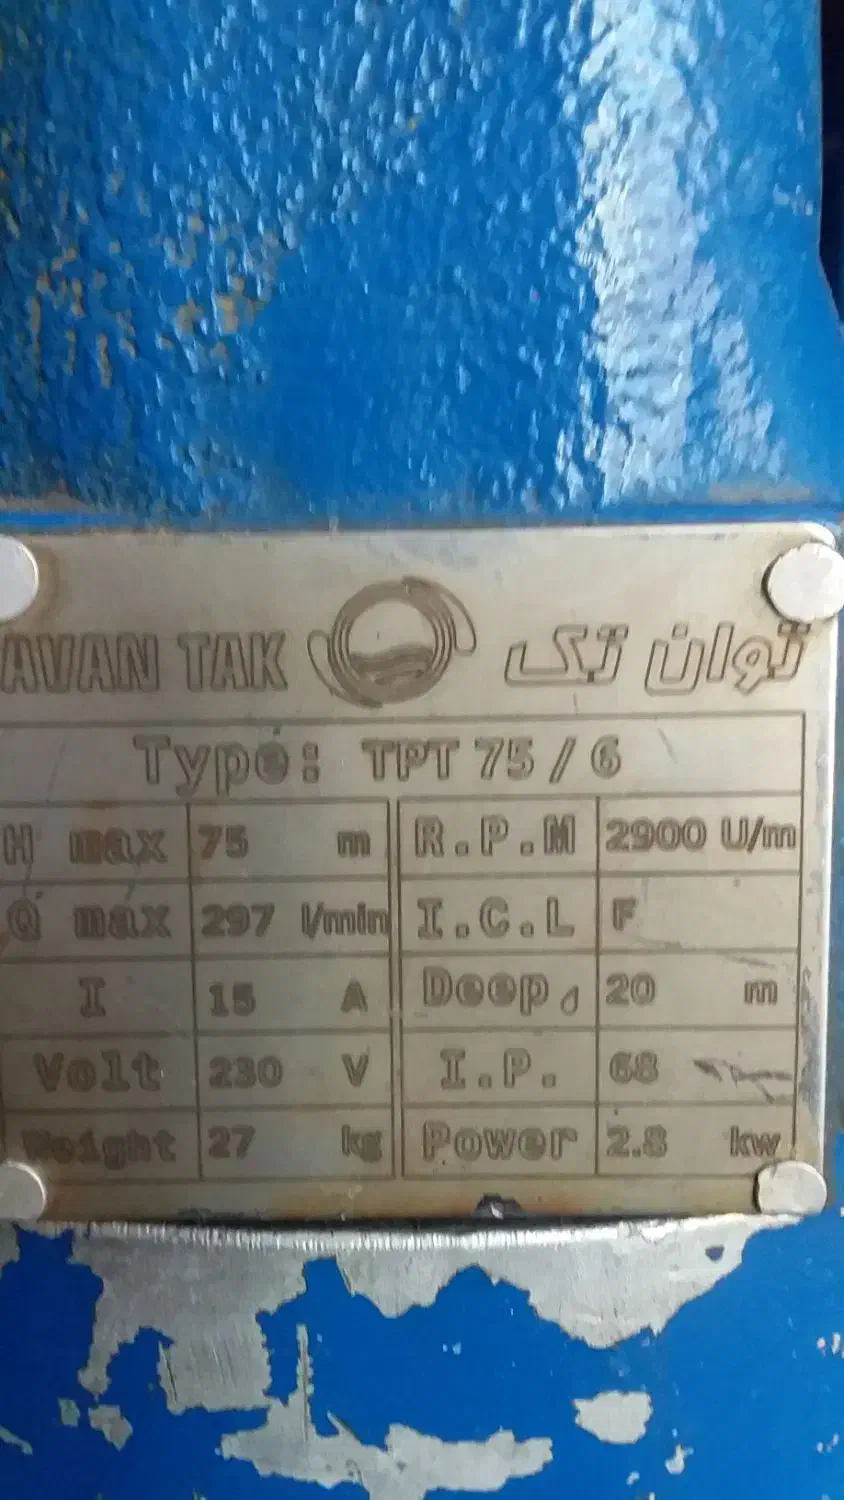 AVAN TAK توان تک
Type: TPT 75 / 6
H max 75 m R.P.M 2900 U/m
Q max 297 l/min I.C.L F
I 15 A Deep. 20 m
Volt 230 V I.P. 68
Weight 27 kg Power 2.8 kw